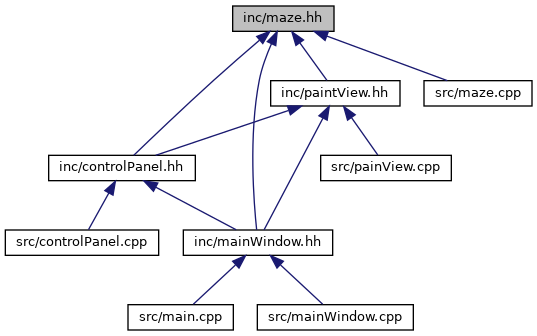 inc/maze.hh
inc/paintView.hh
src/maze.cpp
inc/controlPanel.hh
src/painView.cpp
src/controlPanel.cpp
inc/mainWindow.hh
src/main.cpp
src/mainWindow.cpp